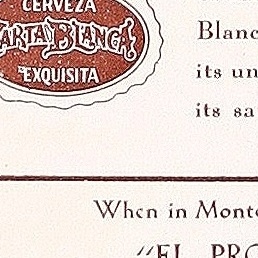 CERVEZA
CARTA BLANCA
EXQUISITA
Blanc
its un
its sa
When in Monte
"EL PRO